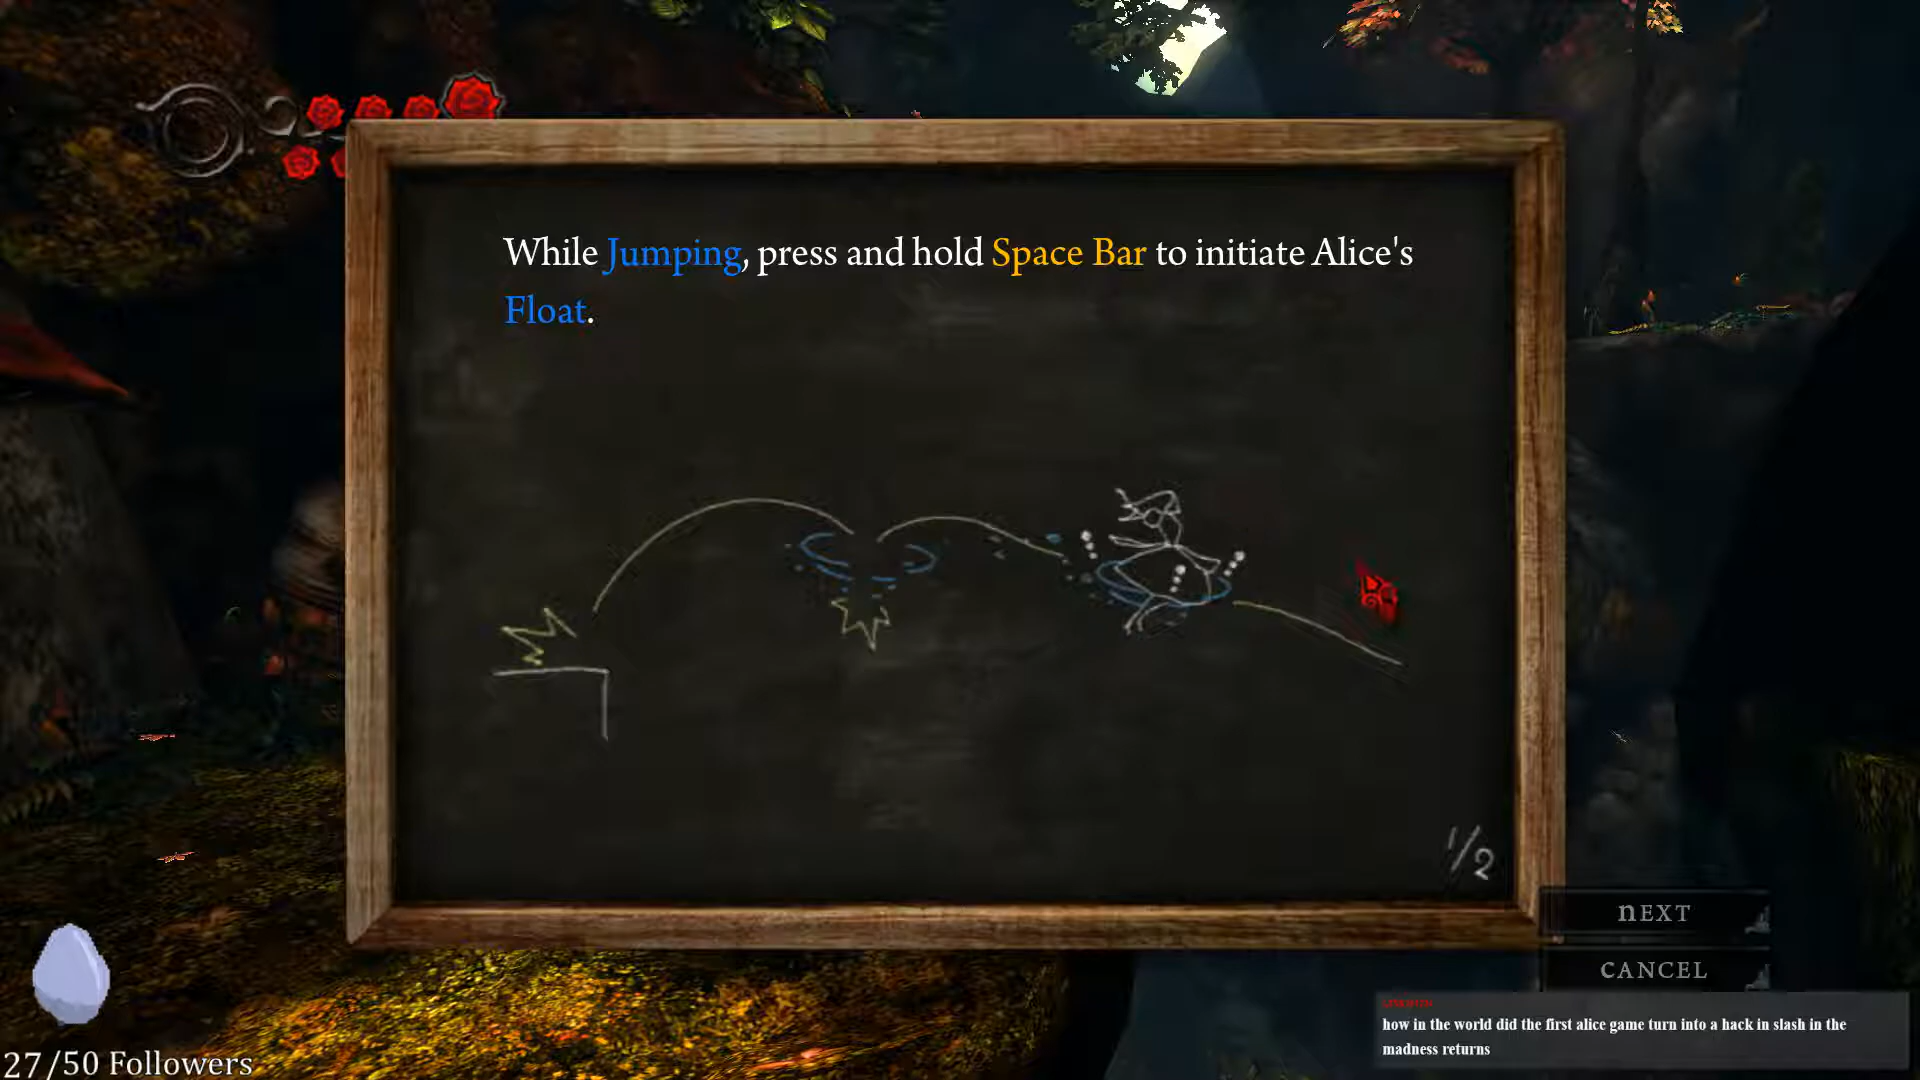 While Jumping, press and hold Space Bar to initiate Alice's
Float.
1/2
NEXT
CANCEL
how in the world did the first alice game turn into a hack in slash in the
madness returns
27/50 Followers